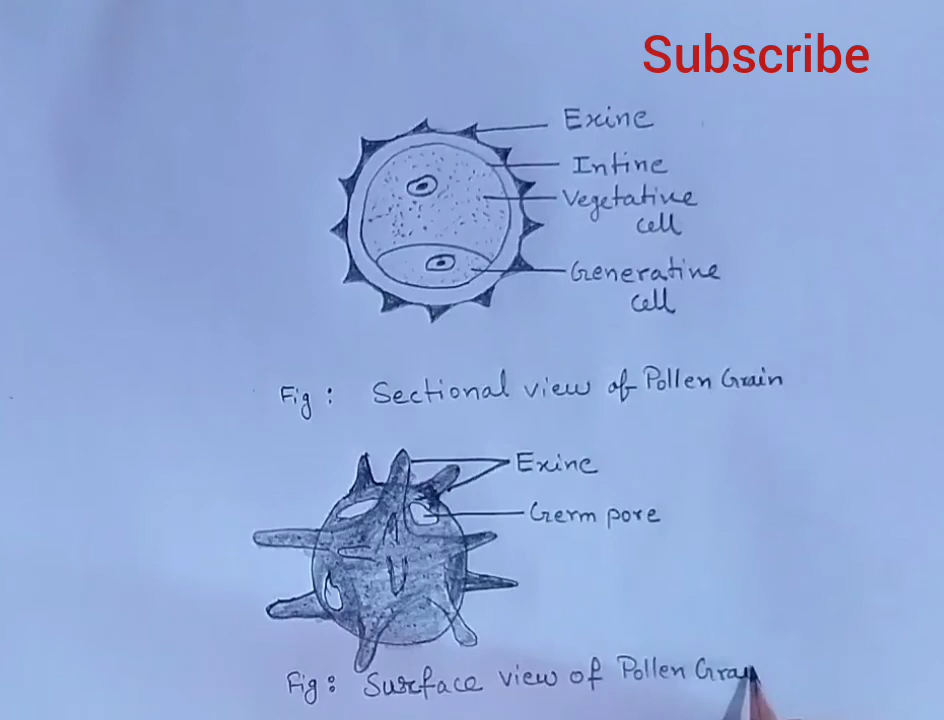 Subscribe
Exine
Intine
Vegetative
cell
Generative
cell
Fig : Sectional view of Pollen Grain
Exine
Germ pore
Fig : Surface view of Pollen Grai